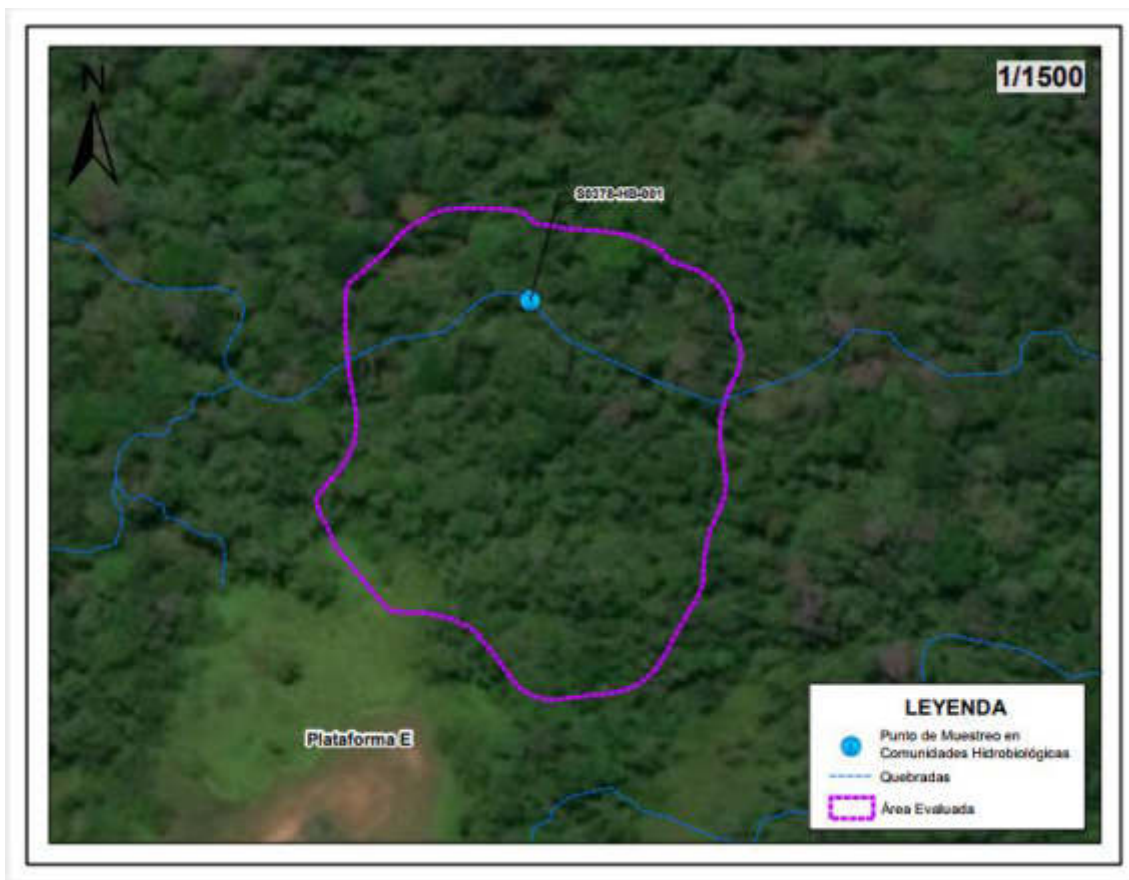 N
1/1500
S0378-HB-001
Plataforma E
LEYENDA
Punto de Muestreo en
Comunidades Hidrobiológicas
Quebradas
Área Evaluada